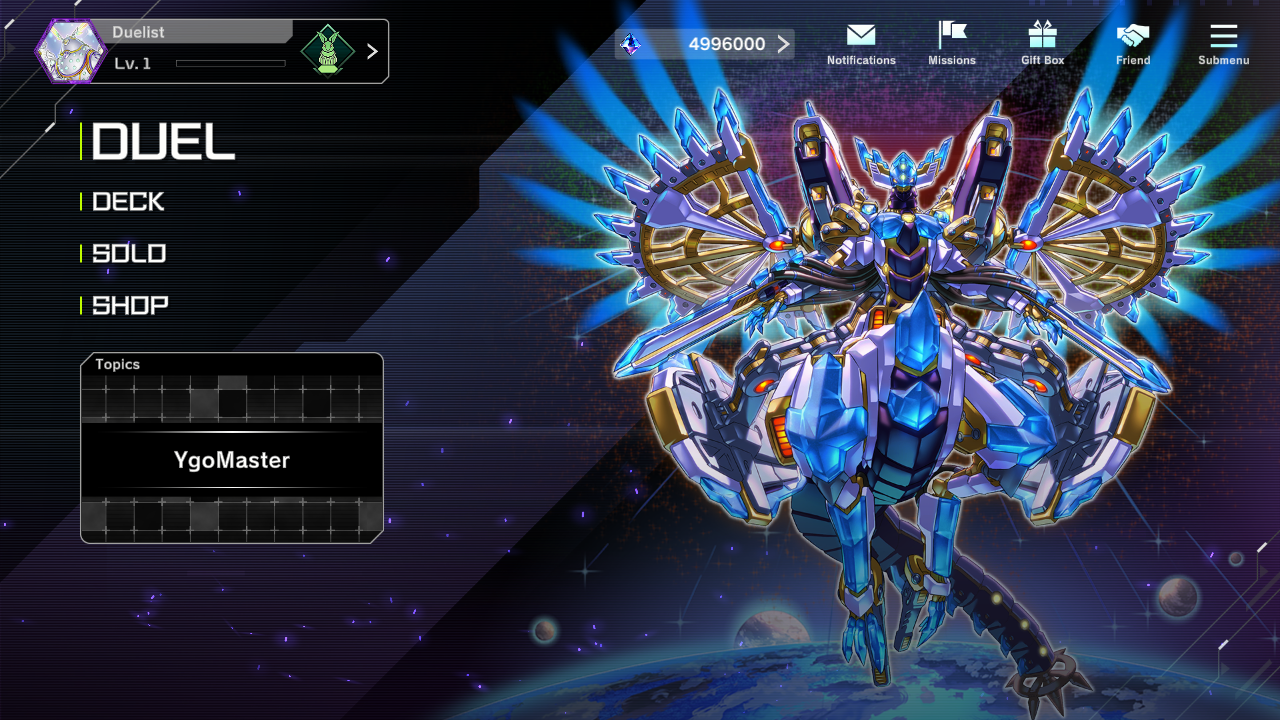 Duelist
Lv. 1
4996000
Notifications
Missions
Gift Box
Friend
Submenu
DUEL
DECK
SOLO
SHOP
Topics
YgoMaster